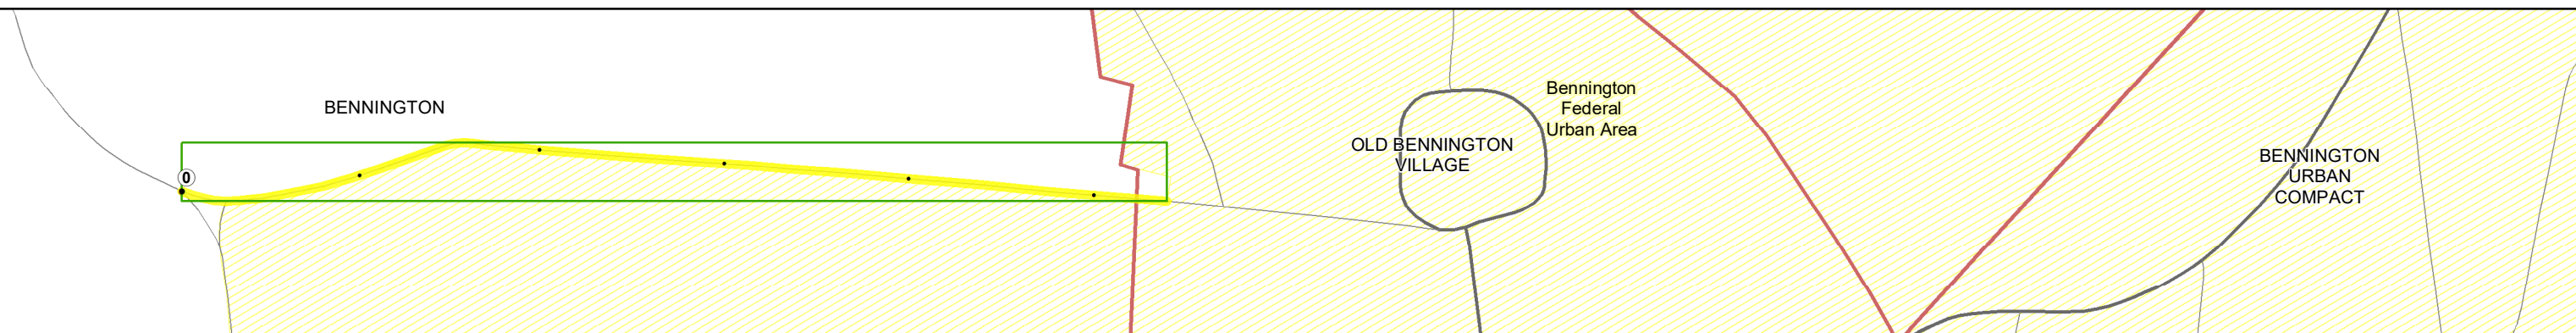 BENNINGTON
0
OLD BENNINGTON
VILLAGE
Bennington
Federal
Urban Area
BENNINGTON
URBAN
COMPACT